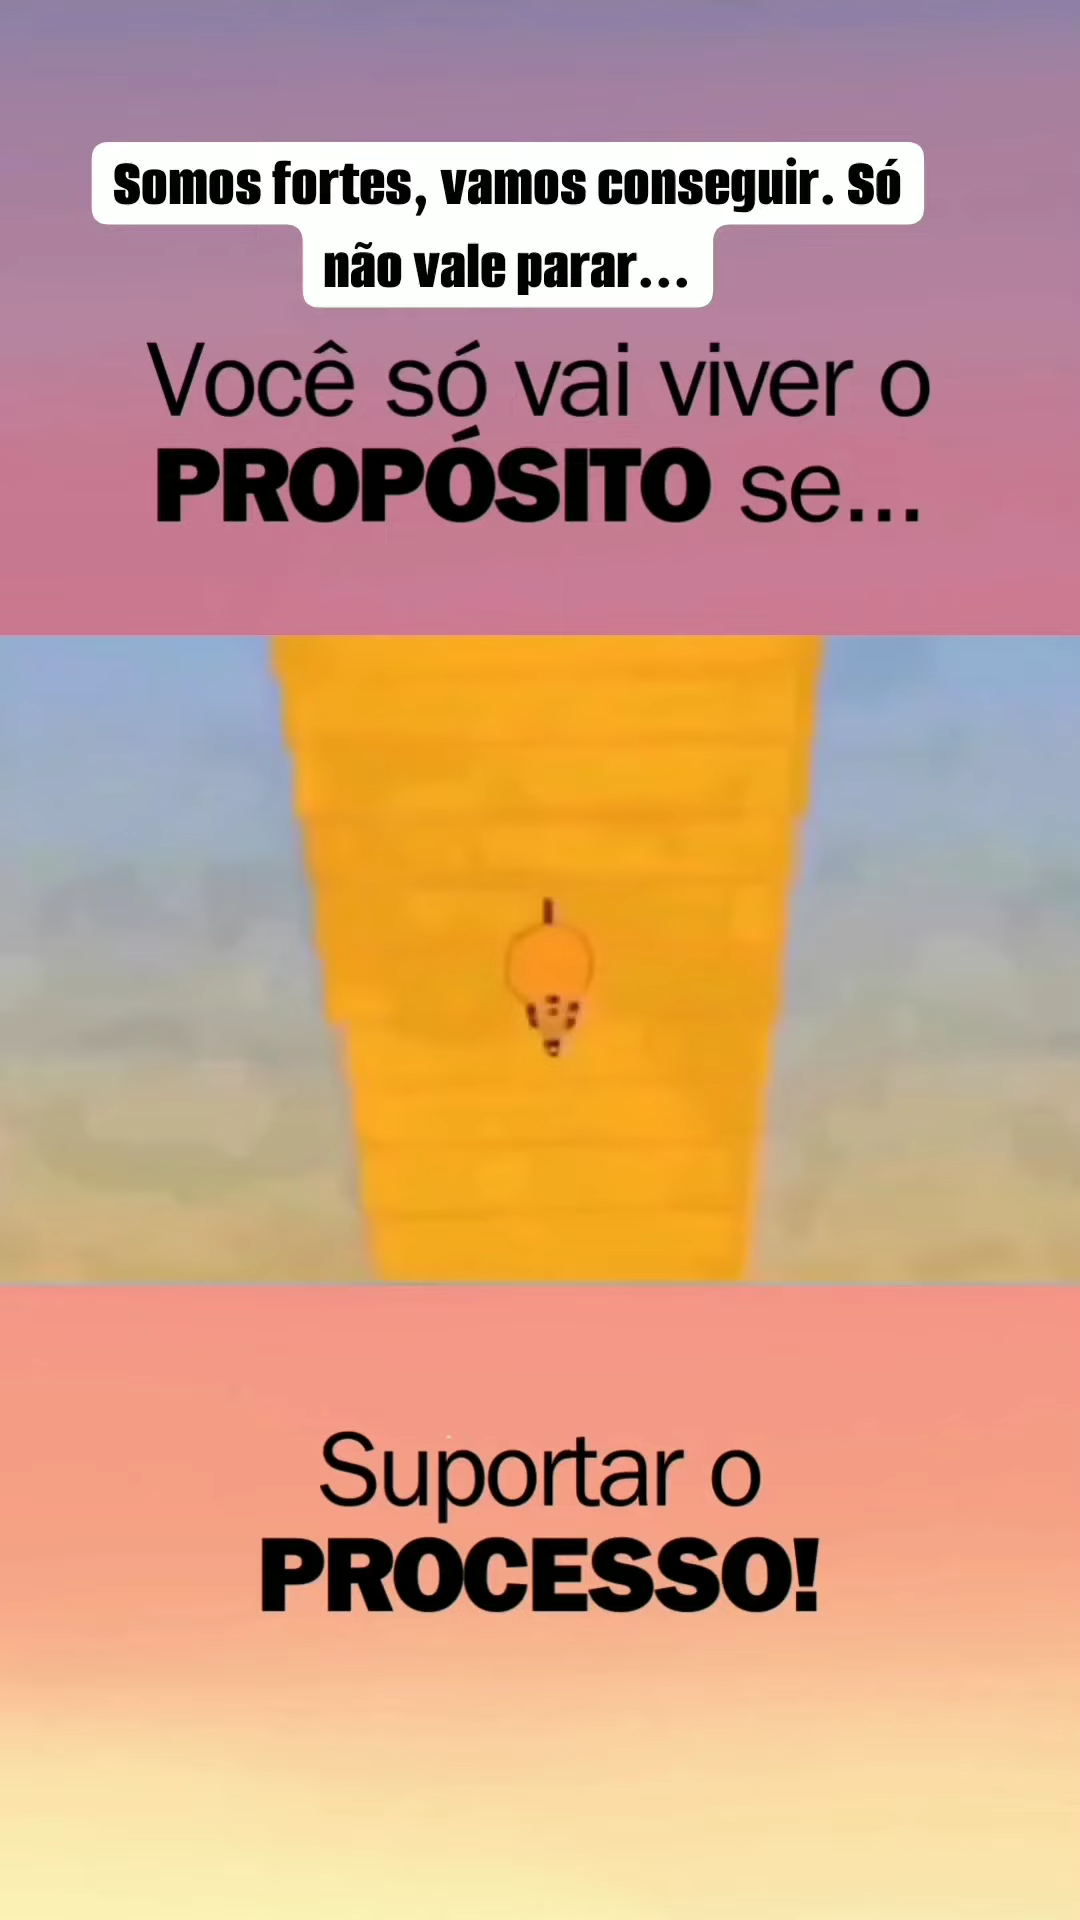 Somos fortes, vamos conseguir. Só
não vale parar...
Você só vai viver o
PROPÓSITO se...
Suportar o
PROCESSO!